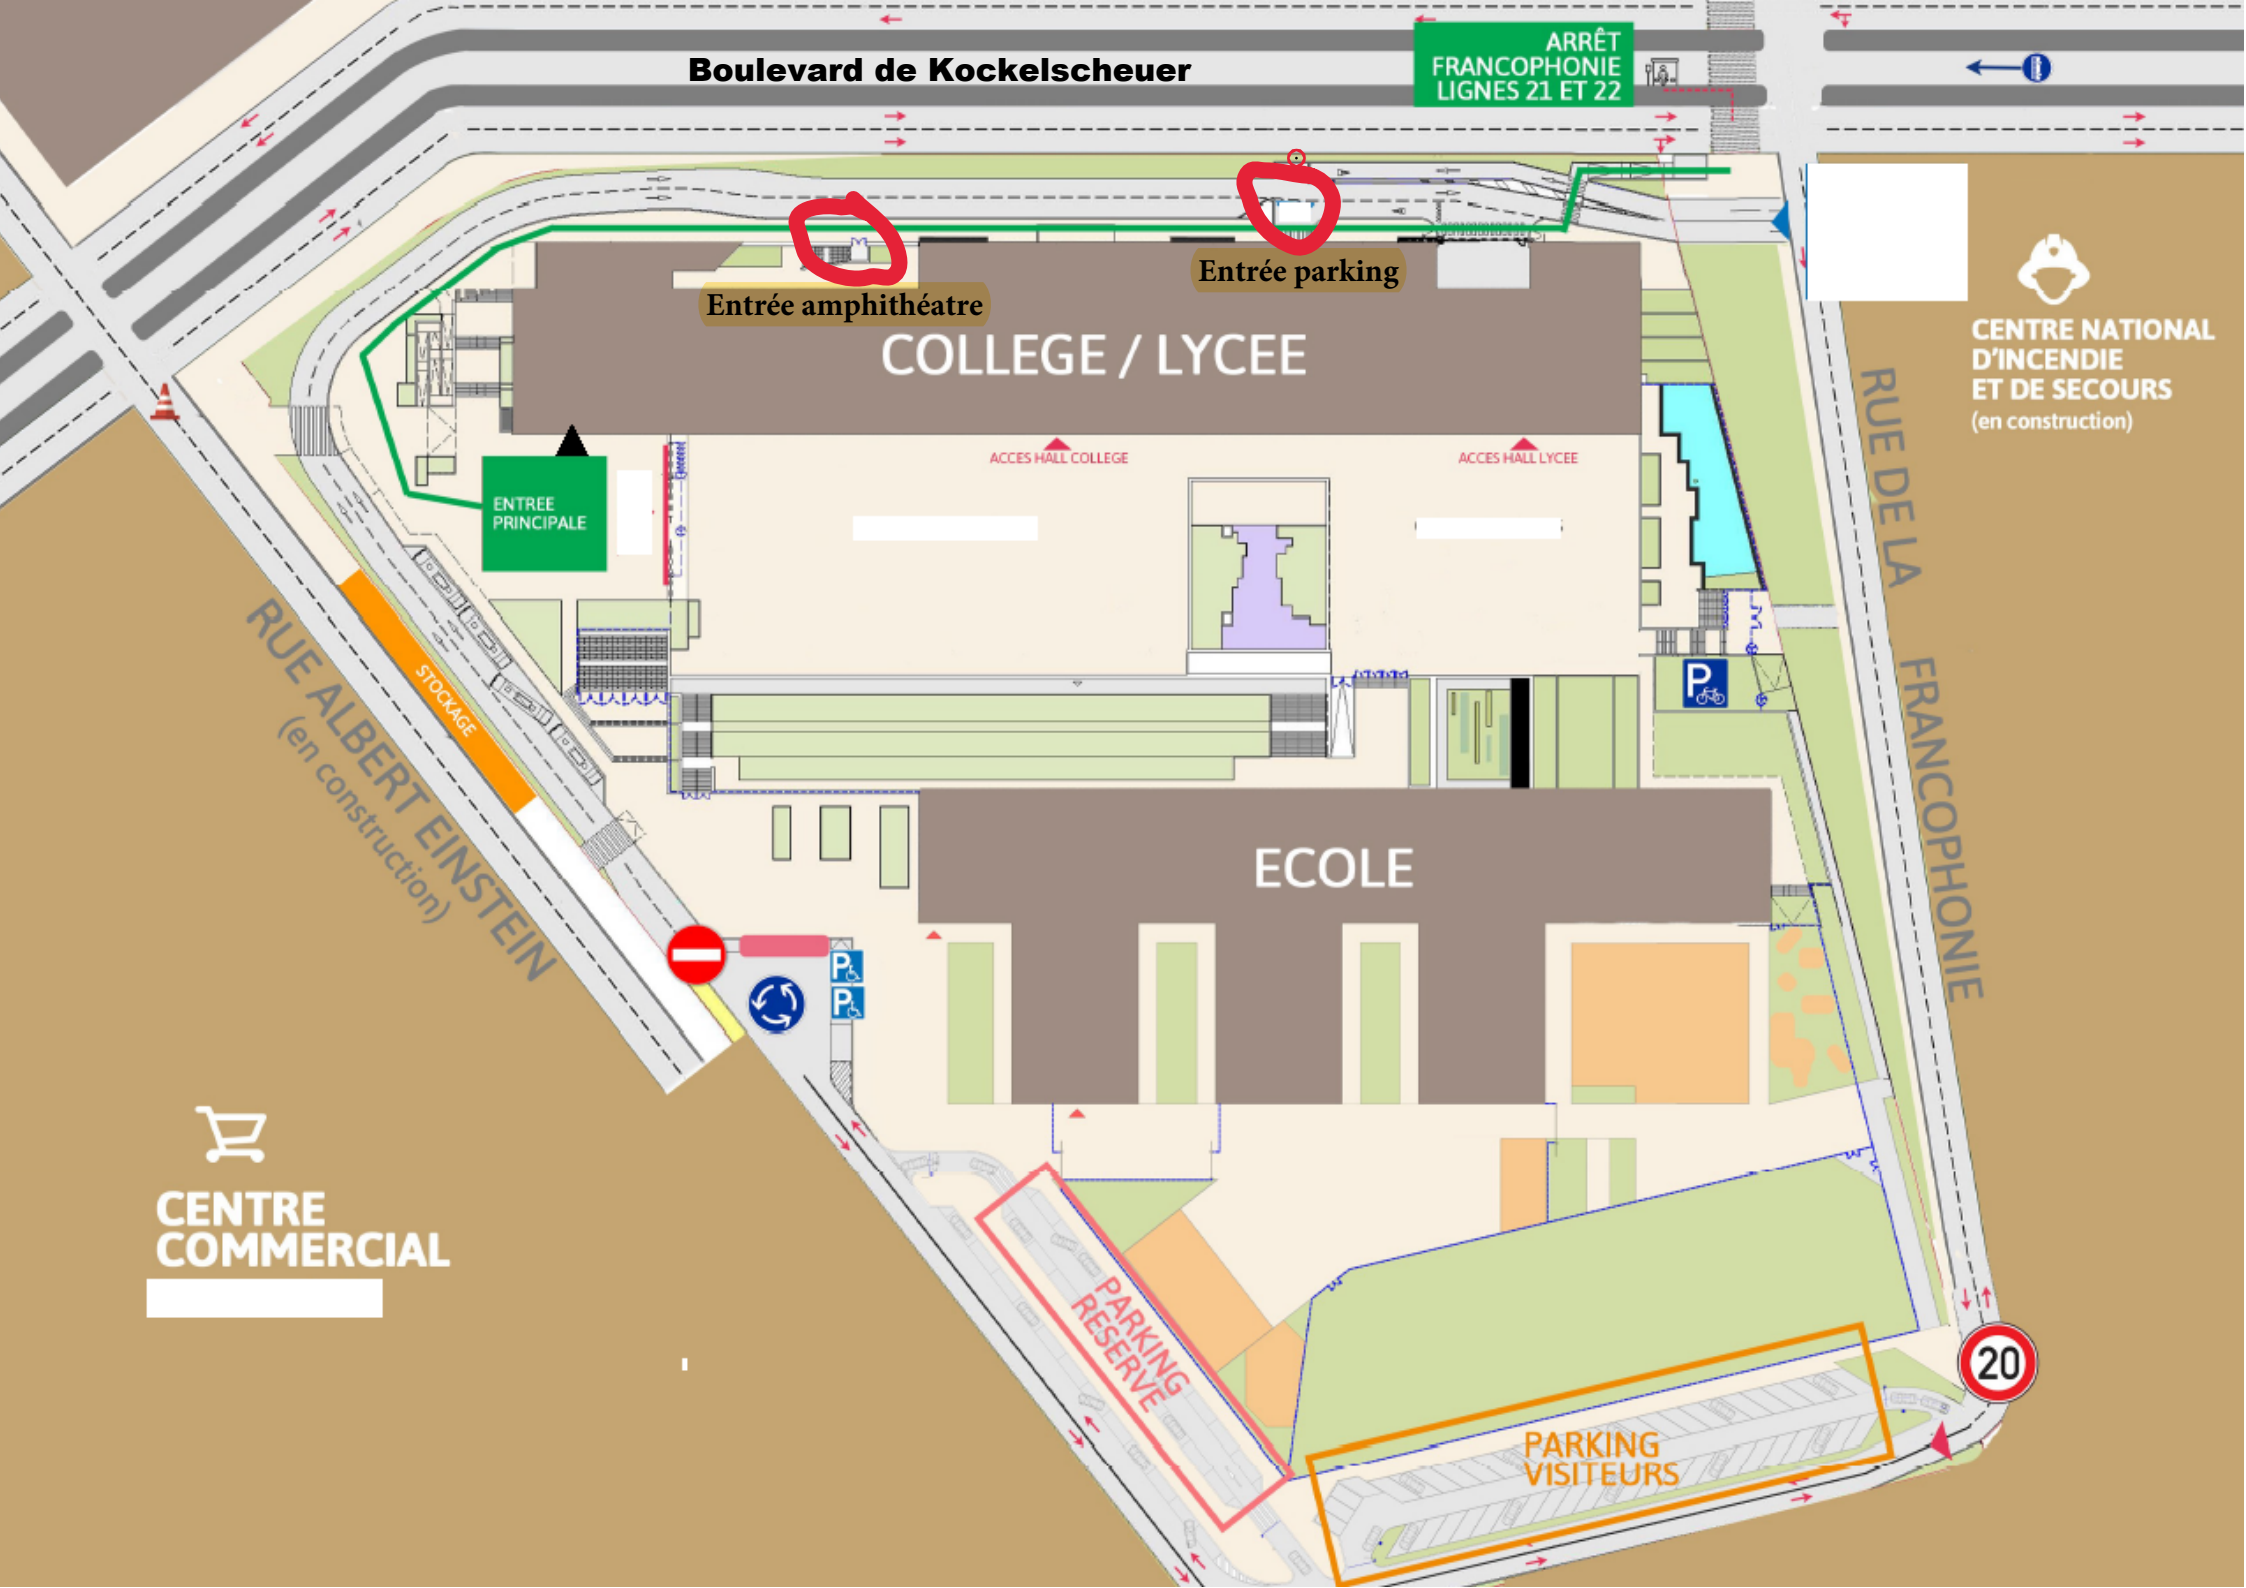 ARRÊT
FRANCOPHONIE
LIGNES 21 ET 22
Boulevard de Kockelscheuer
Entrée parking
Entrée amphithéatre
COLLEGE / LYCEE
CENTRE NATIONAL
D'INCENDIE
ET DE SECOURS
(en construction)
RUE DE LA FRANCOPHONIE
ACCES HALL COLLEGE
ACCES HALL LYCEE
ENTREE
PRINCIPALE
STOCKAGE
RUE ALBERT EINSTEIN
(en construction)
P
ECOLE
P
P
CENTRE
COMMERCIAL
PARKING
RESERVE
20
PARKING
VISITEURS